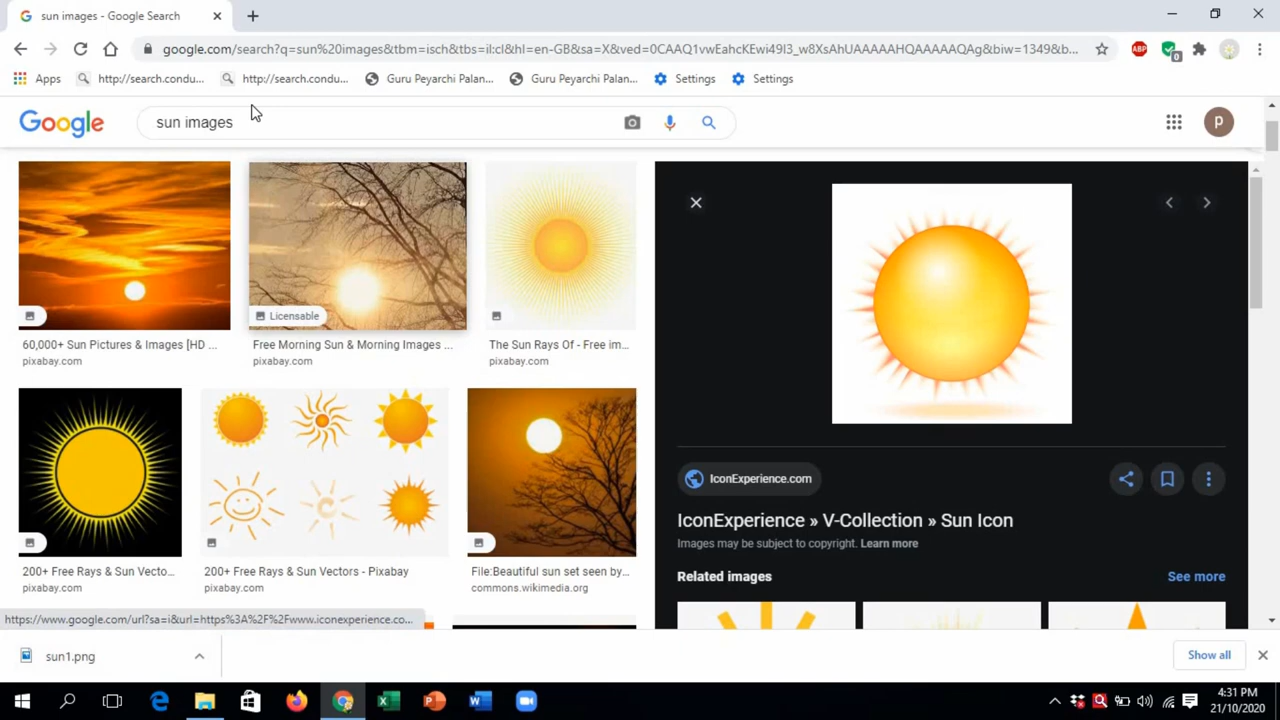 sun images - Google Search
google.com/search?q=sun%20images&tbm=isch&tbs=il:cl&hl=en-GB&sa=X&ved=0CAAQ1vwEahcKEwi49I3_w8XsAhUAAAAAHQAAAAAQAg&biw=1349&b...
ABP
0
Apps
http://search.condu...
http://search.condu...
Guru Peyarchi Palan...
Guru Peyarchi Palan...
Settings
Settings
Google
sun images
P
Licensable
60,000+ Sun Pictures & Images [HD ...
pixabay.com
Free Morning Sun & Morning Images ...
pixabay.com
The Sun Rays Of - Free im...
pixabay.com
200+ Free Rays & Sun Vecto...
pixabay.com
200+ Free Rays & Sun Vectors - Pixabay
pixabay.com
File:Beautiful sun set seen by...
commons.wikimedia.org
IconExperience.com
IconExperience » V-Collection » Sun Icon
Images may be subject to copyright. Learn more
Related images
See more
https://www.google.com/url?sa=i&url=https%3A%2F%2Fwww.iconexperience.co...
sun1.png
Show all
4:31 PM
21/10/2020